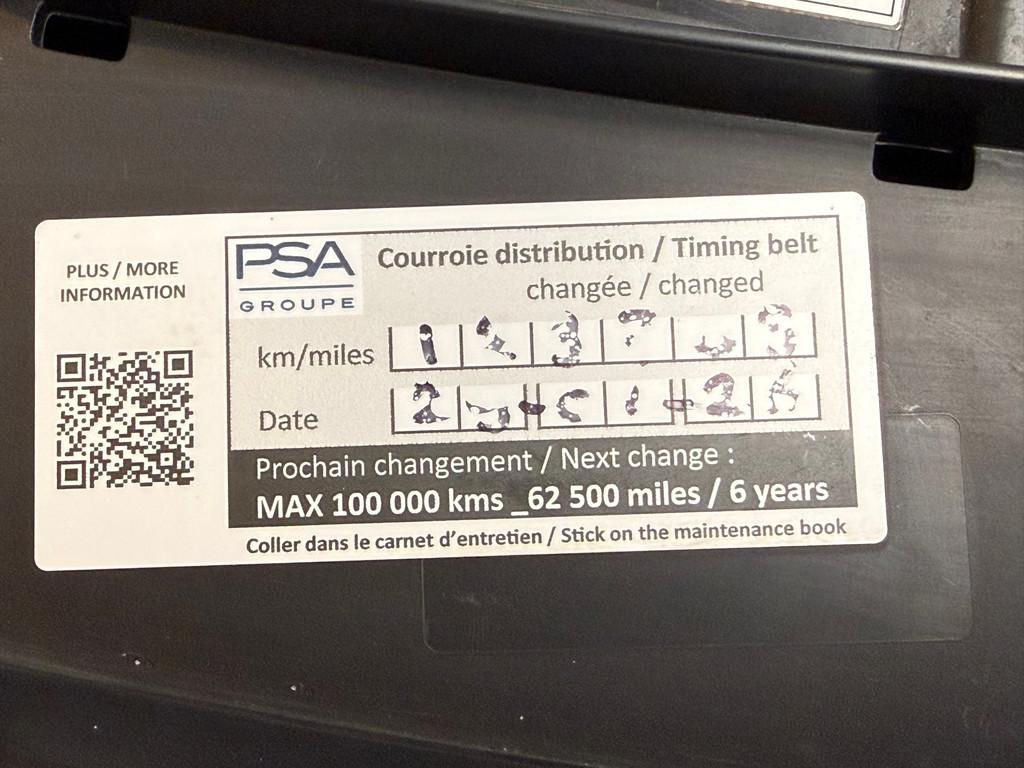 PLUS / MORE
INFORMATION
PSA
GROUPE
Courroie distribution / Timing belt
changée / changed
km/miles
Date
Prochain changement / Next change :
MAX 100 000 kms _62 500 miles / 6 years
Coller dans le carnet d'entretien / Stick on the maintenance book